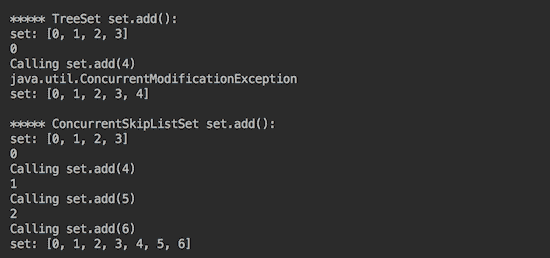 ***** TreeSet set.add():
set: [0, 1, 2, 3]
0
Calling set.add(4)
java.util.ConcurrentModificationException
set: [0, 1, 2, 3, 4]

***** ConcurrentSkipListSet set.add():
set: [0, 1, 2, 3]
0
Calling set.add(4)
1
Calling set.add(5)
2
Calling set.add(6)
set: [0, 1, 2, 3, 4, 5, 6]